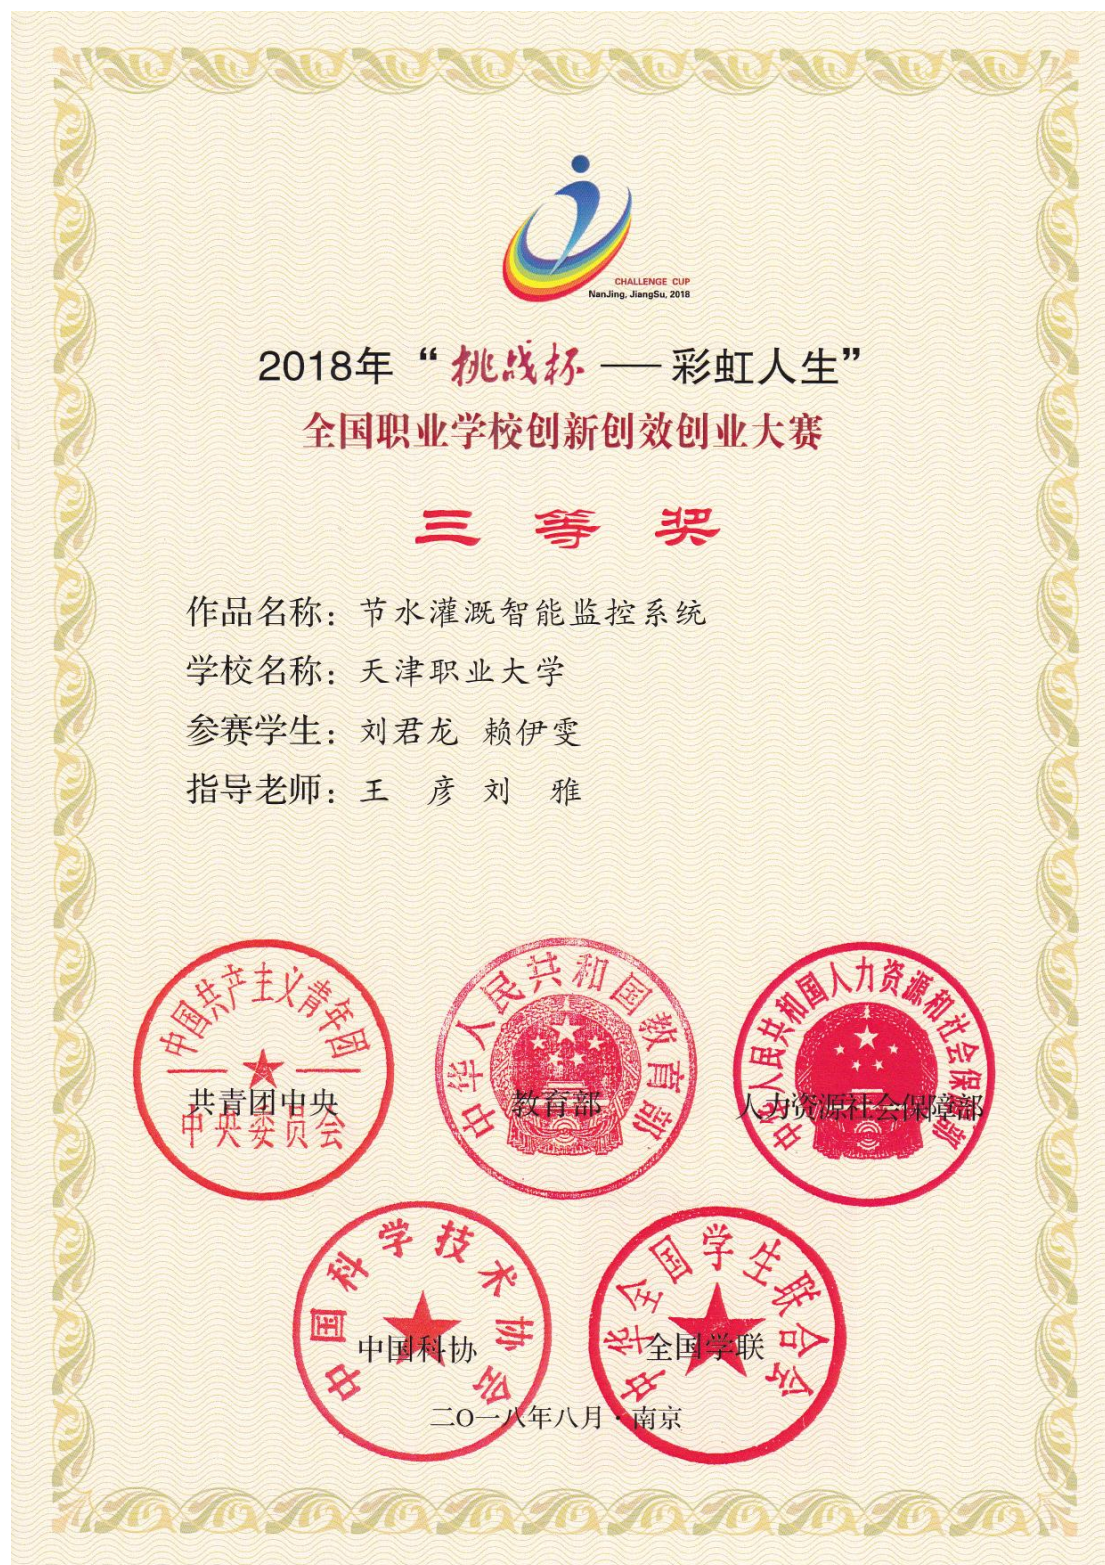 CHALLENGE CUP
NanJing, JiangSu, 2018
2018年“挑战杯——彩虹人生”
全国职业学校创新创效创业大赛
三等奖
作品名称：节水灌溉智能监控系统
学校名称：天津职业大学
参赛学生：刘君龙 赖伊雯
指导老师：王 彦 刘 雅
中国共产主义青年团
中央委员会
共青团中央
中华人民共和国教育部
教育部
中华人民共和国人力资源和社会保障部
人力资源社会保障部
中国科学技术协会
中国科协
中华全国学生联合会
全国学联
二〇一八年八月·南京